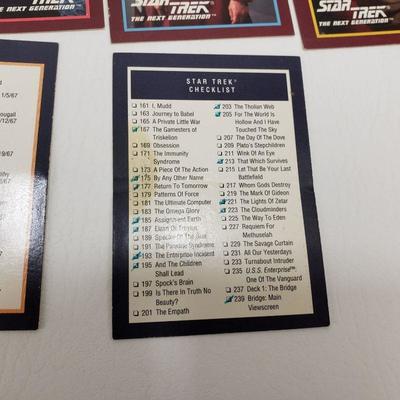 STAR TREK
THE NEXT GENERATION
STAR TREK
THE NEXT GENERATION
STAR TREK
THE NEXT GENERATION
1/5/67
ougall
/12/67
9/67
lthy
/67
STAR TREK®
CHECKLIST
161 I, Mudd
163 Journey to Babel
165 A Private Little War
167 The Gamesters of
Triskelion
169 Obsession
171 The Immunity
Syndrome
173 A Piece Of The Action
175 By Any Other Name
177 Return To Tomorrow
179 Patterns Of Force
181 The Ultimate Computer
183 The Omega Glory
185 Assignment Earth
187 Elaan Of Troyius
189 Spectre Of The Gun
191 The Paradise Syndrome
193 The Enterprise Incident
195 And The Children
Shall Lead
197 Spock's Brain
199 Is There In Truth No
Beauty?
201 The Empath
203 The Tholian Web
205 For The World Is
Hollow And I Have
Touched The Sky
207 The Day Of The Dove
209 Plato's Stepchildren
211 Wink Of An Eye
213 That Which Survives
215 Let That Be Your Last
Battlefield
217 Whom Gods Destroy
219 The Mark Of Gideon
221 The Lights Of Zetar
223 The Cloudminders
225 The Way To Eden
227 Requiem For
Methuselah
229 The Savage Curtain
231 All Our Yesterdays
233 Turnabout Intruder
235 U.S.S. Enterprise™:
One Of The Vanguard
237 Deck 1: The Bridge
239 Bridge: Main
Viewscreen